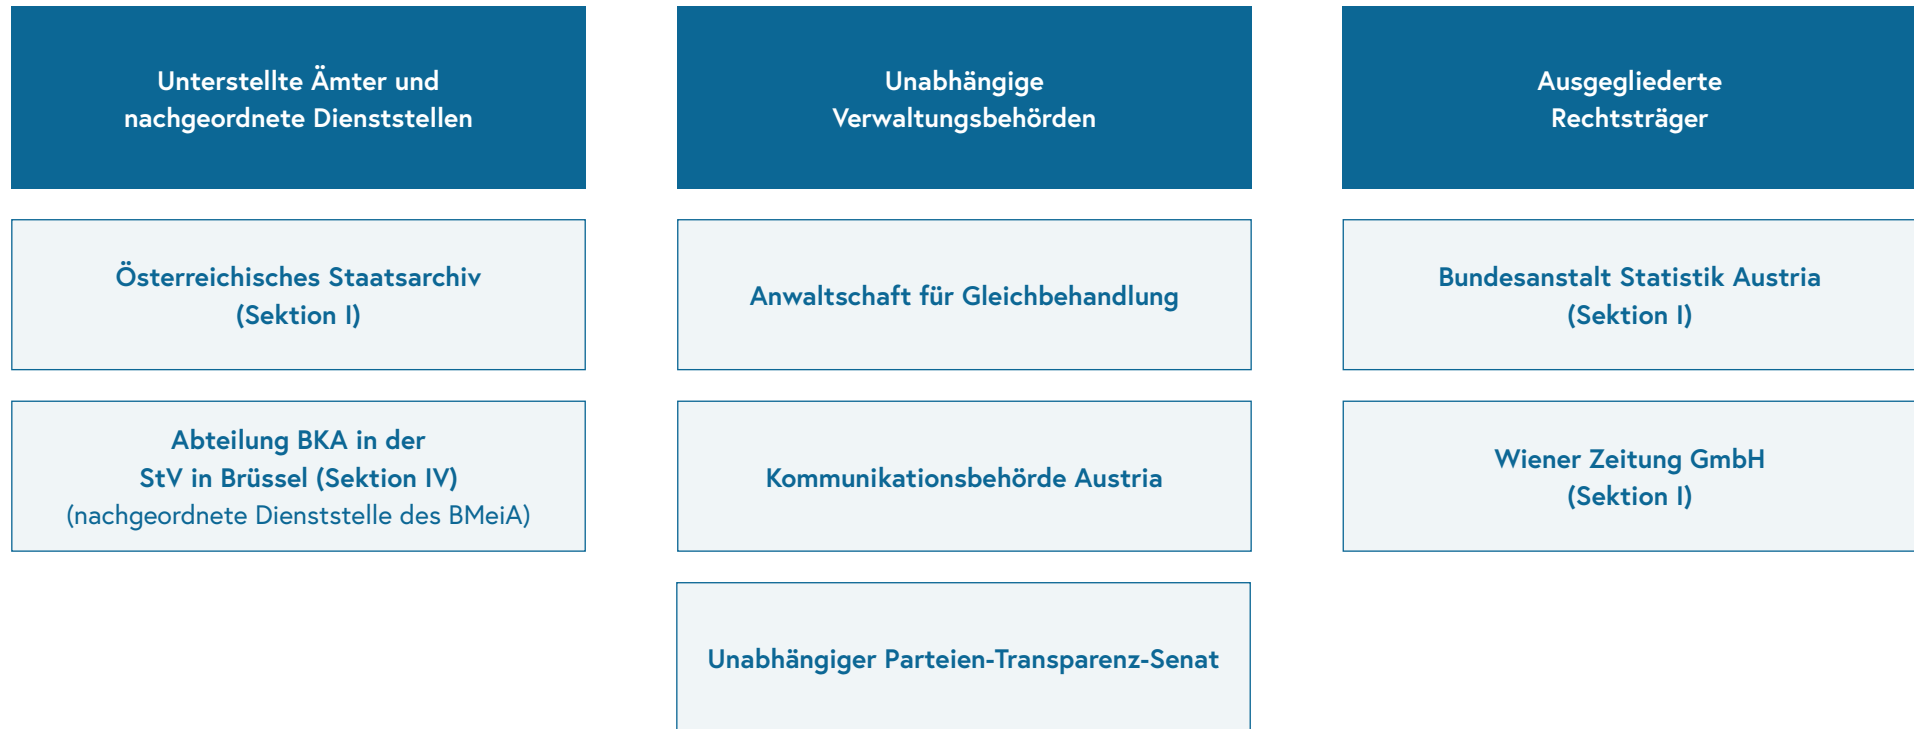 Unterstellte Ämter und
nachgeordnete Dienststellen
Österreichisches Staatsarchiv
(Sektion I)
Abteilung BKA in der
StV in Brüssel (Sektion IV)
(nachgeordnete Dienststelle des BMeiA)
Unabhängige
Verwaltungsbehörden
Anwaltschaft für Gleichbehandlung
Kommunikationsbehörde Austria
Unabhängiger Parteien-Transparenz-Senat
Ausgegliederte
Rechtsträger
Bundesanstalt Statistik Austria
(Sektion I)
Wiener Zeitung GmbH
(Sektion I)